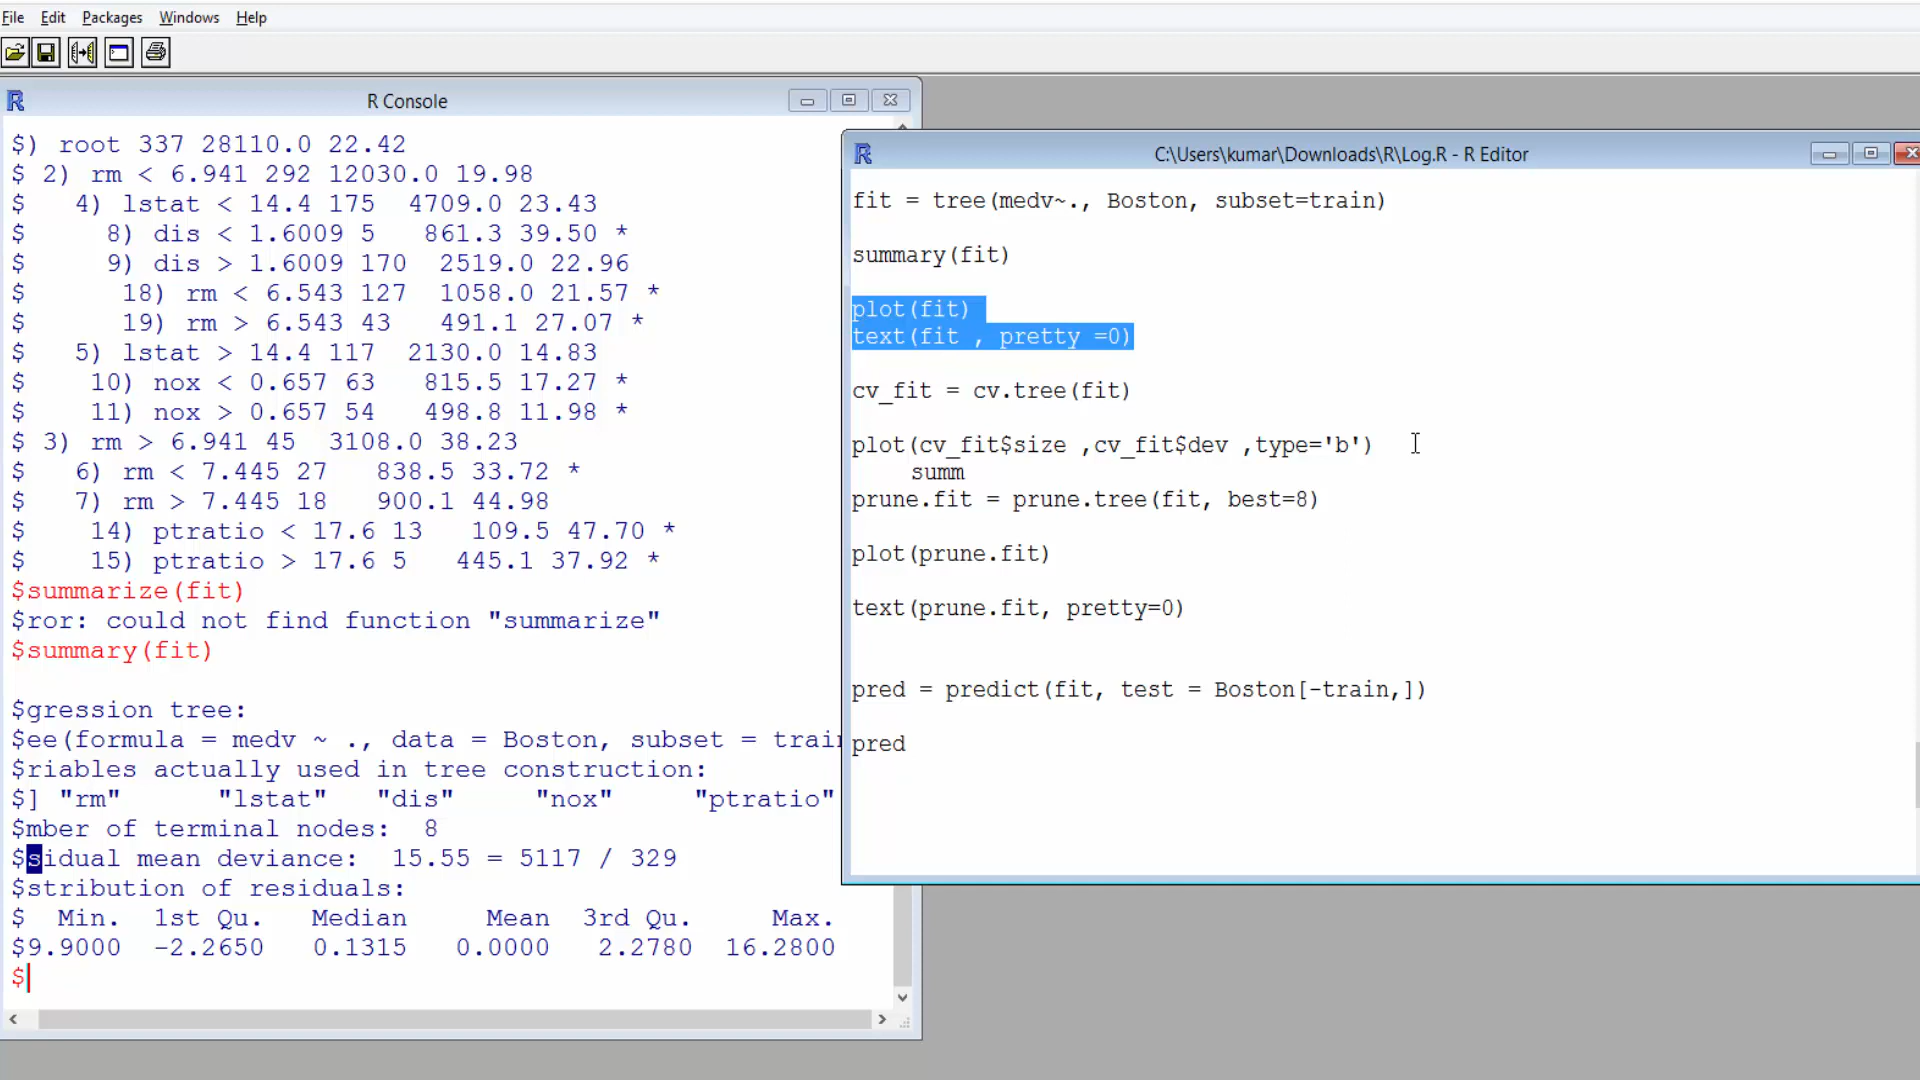 File Edit Packages Windows Help
R Console
$) root 337 28110.0 22.42
$ 2) rm < 6.941 292 12030.0 19.98
$ 4) lstat < 14.4 175 4709.0 23.43
$ 8) dis < 1.6009 5 861.3 39.50 *
$ 9) dis > 1.6009 170 2519.0 22.96
$ 18) rm < 6.543 127 1058.0 21.57 *
$ 19) rm > 6.543 43 491.1 27.07 *
$ 5) lstat > 14.4 117 2130.0 14.83
$ 10) nox < 0.657 63 815.5 17.27 *
$ 11) nox > 0.657 54 498.8 11.98 *
$ 3) rm > 6.941 45 3108.0 38.23
$ 6) rm < 7.445 27 838.5 33.72 *
$ 7) rm > 7.445 18 900.1 44.98
$ 14) ptratio < 17.6 13 109.5 47.70 *
$ 15) ptratio > 17.6 5 445.1 37.92 *
$summarize(fit)
$ror: could not find function "summarize"
$summary(fit)
$gression tree:
$ee(formula = medv ~ ., data = Boston, subset = train
$riables actually used in tree construction:
$] "rm" "lstat" "dis" "nox" "ptratio"
$mber of terminal nodes: 8
$sidual mean deviance: 15.55 = 5117 / 329
$stribution of residuals:
$ Min. 1st Qu. Median Mean 3rd Qu. Max.
$9.9000 -2.2650 0.1315 0.0000 2.2780 16.2800
$
C:\Users\kumar\Downloads\R\Log.R - R Editor
fit = tree(medv~., Boston, subset=train)
summary(fit)
plot(fit)
text(fit , pretty =0)
cv_fit = cv.tree(fit)
plot(cv_fit$size ,cv_fit$dev ,type='b')
summ
prune.fit = prune.tree(fit, best=8)
plot(prune.fit)
text(prune.fit, pretty=0)
pred = predict(fit, test = Boston[-train,])
pred